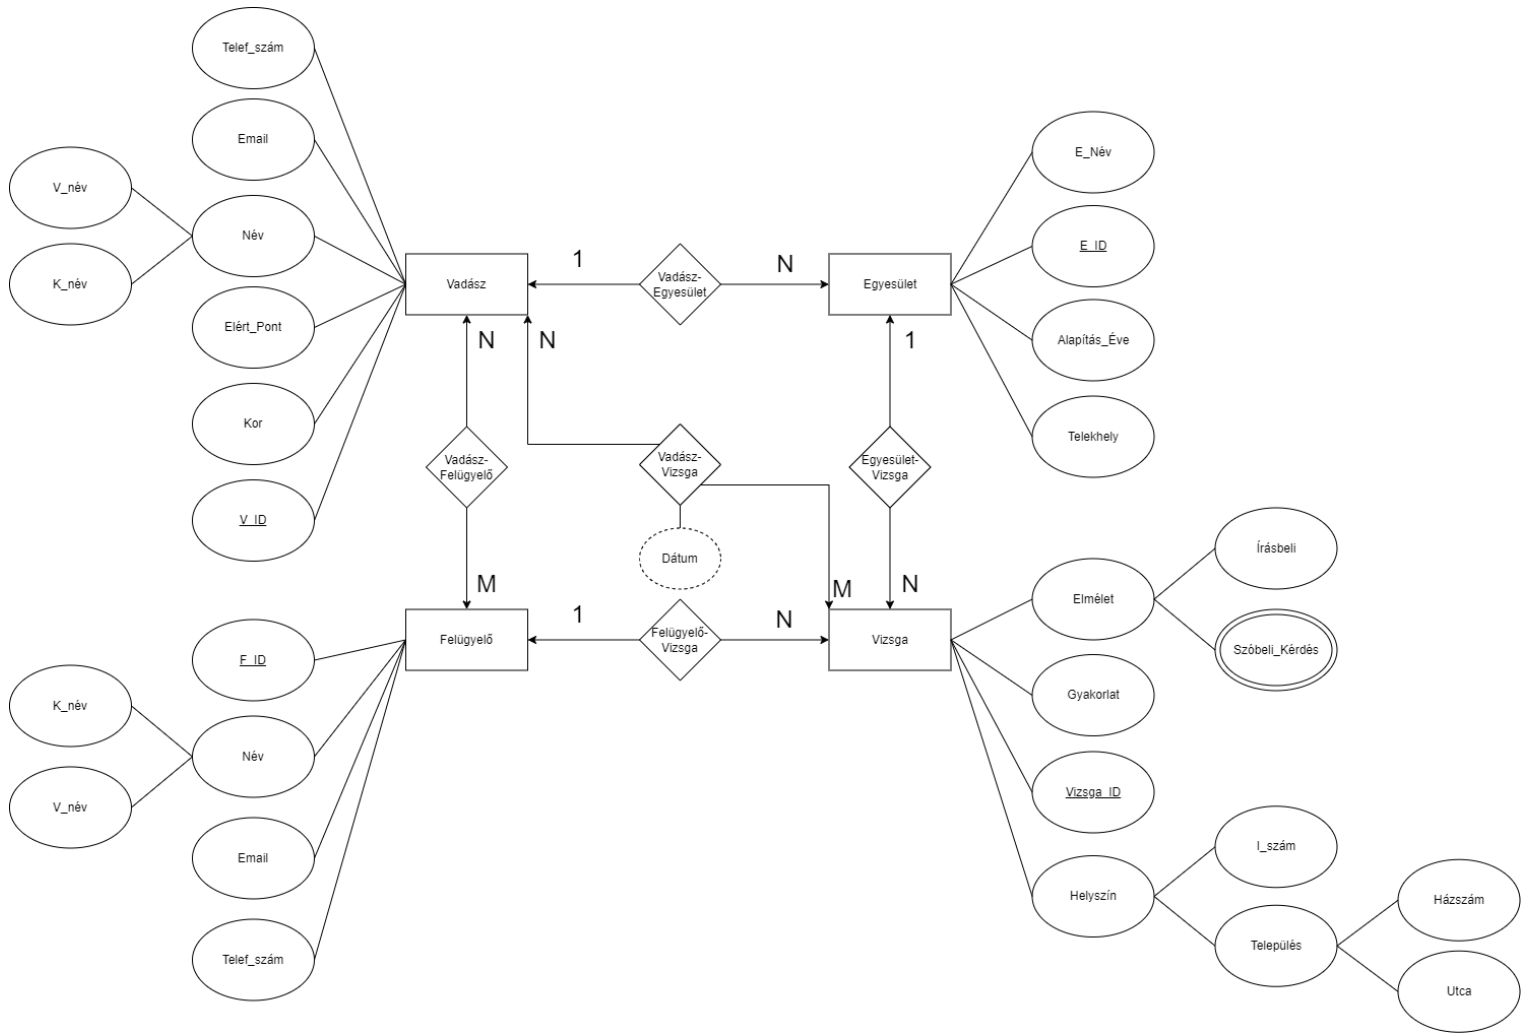 Telef_szám
Email
V_név
Név
K_név
Elért_Pont
Kor
V_ID
Vadász
1
Vadász-
Egyesület
N
Egyesület
E_Név
E_ID
Alapítás_Éve
Telekhely
N
N
1
Vadász-
Felügyelő
Vadász-
Vizsga
Egyesület-
Vizsga
Dátum
M
M
N
Felügyelő
1
Felügyelő-
Vizsga
N
Vizsga
F_ID
K_név
Név
V_név
Email
Telef_szám
Elmélet
Írásbeli
Szóbeli_Kérdés
Gyakorlat
Vizsga_ID
Helyszín
I_szám
Település
Házszám
Utca